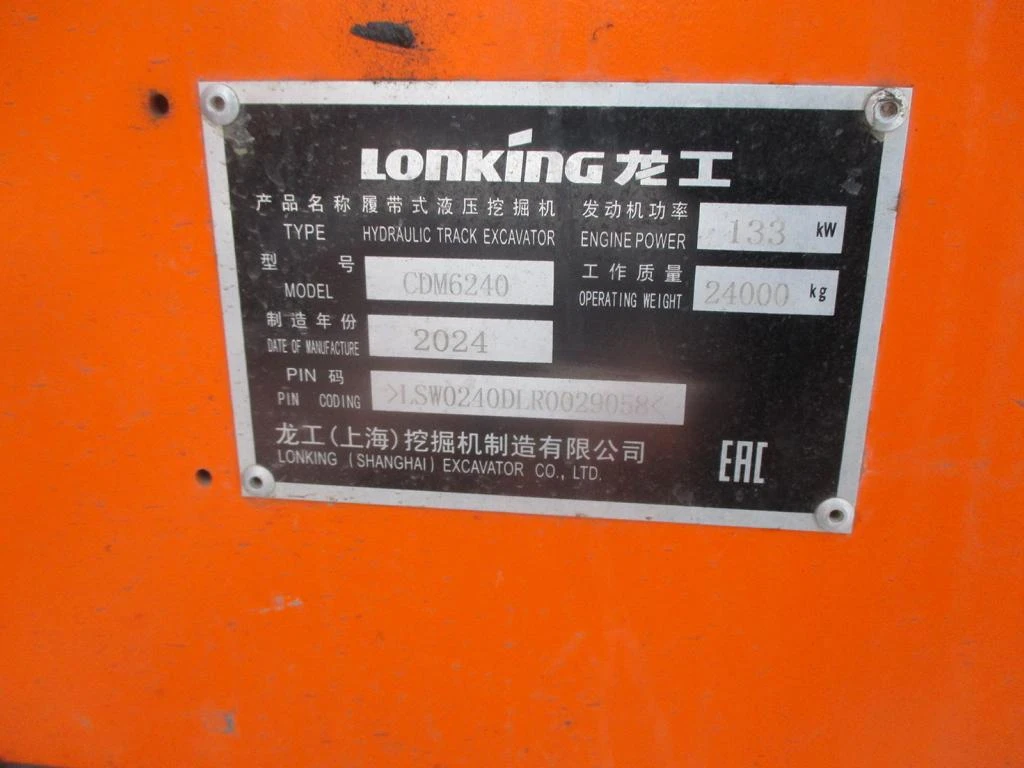 LONKING 龙工
产品名称 履带式液压挖掘机 发动机功率 133 kW
TYPE HYDRAULIC TRACK EXCAVATOR ENGINE POWER
型号 CDM6240 工作质量 24000 kg
MODEL OPERATING WEIGHT
制造年份 2024
DATE OF MANUFACTURE
PIN 码 >LSW0240DLR0029058<
PIN CODING
龙工(上海)挖掘机制造有限公司
LONKING (SHANGHAI) EXCAVATOR CO., LTD.
EAC